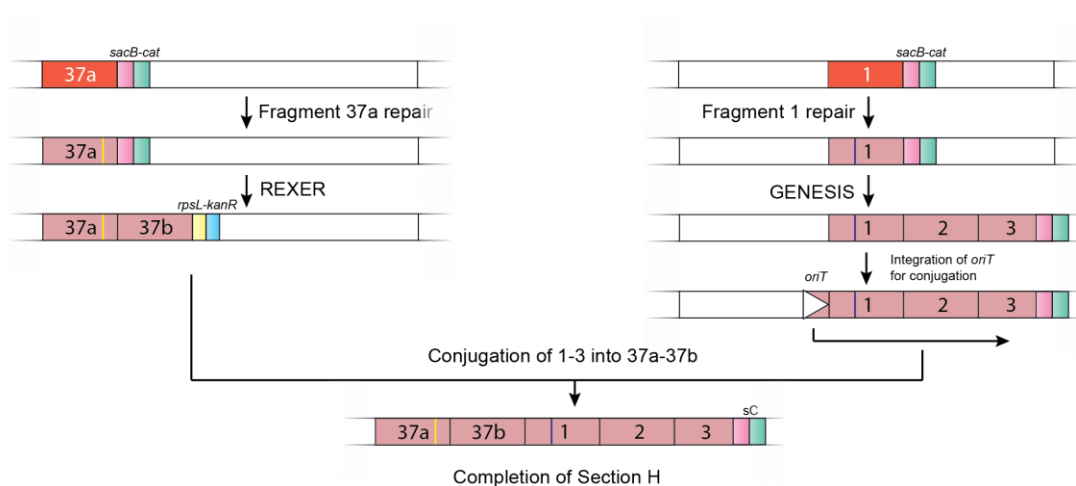 sacB-cat
37a
Fragment 37a repair
37a
REXER
rpsL-kanR
37a 37b
sacB-cat
1
Fragment 1 repair
1
GENESIS
1 2 3
Integration of oriT
for conjugation
oriT
1 2 3
Conjugation of 1-3 into 37a-37b
sC
37a 37b 1 2 3
Completion of Section H